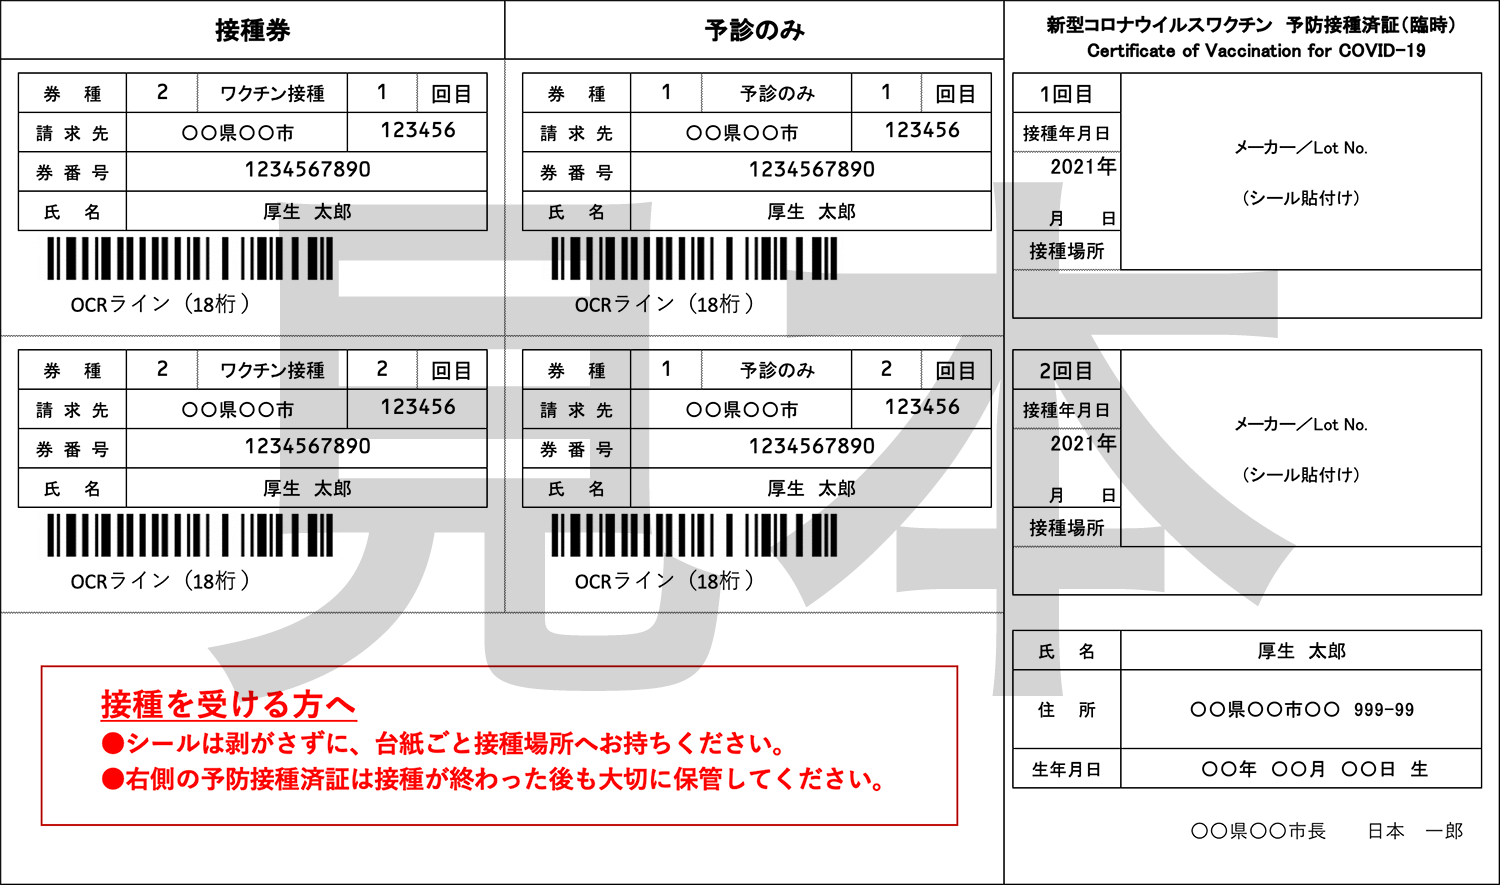 接種券
券 種 2 ワクチン接種 1 回目
請 求 先 〇〇県〇〇市 123456
券 番 号 1234567890
氏 名 厚生 太郎
OCRライン（18桁）
券 種 2 ワクチン接種 2 回目
請 求 先 〇〇県〇〇市 123456
券 番 号 1234567890
氏 名 厚生 太郎
OCRライン（18桁）
予診のみ
券 種 1 予診のみ 1 回目
請 求 先 〇〇県〇〇市 123456
券 番 号 1234567890
氏 名 厚生 太郎
OCRライン（18桁）
券 種 1 予診のみ 2 回目
請 求 先 〇〇県〇〇市 123456
券 番 号 1234567890
氏 名 厚生 太郎
OCRライン（18桁）
接種を受ける方へ
●シールは剥がさずに、台紙ごと接種場所へお持ちください。
●右側の予防接種済証は接種が終わった後も大切に保管してください。
新型コロナウイルスワクチン 予防接種済証（臨時）
Certificate of Vaccination for COVID-19
1回目
接種年月日
2021年
月 日
接種場所
メーカー／Lot No.
（シール貼付け）
2回目
接種年月日
2021年
月 日
接種場所
メーカー／Lot No.
（シール貼付け）
氏 名 厚生 太郎
住 所 〇〇県〇〇市〇〇 999-99
生年月日 〇〇年 〇〇月 〇〇日 生
〇〇県〇〇市長 日本 一郎
見本